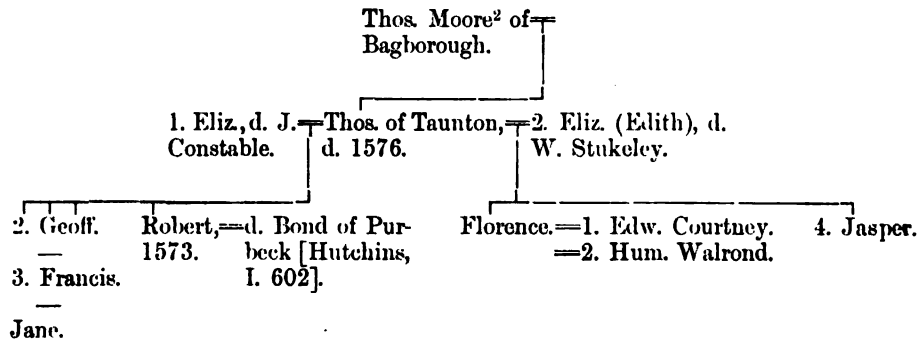 Thos. Moore² of=
Bagborough.
1. Eliz., d. J.=Thos. of Taunton,=2. Eliz. (Edith), d.
Constable. d. 1576. W. Stukeley.
2. Geoff. Robert,=d. Bond of Pur-
1573. beck [Hutchins,
I. 602].
—
3. Francis.
—
Jane.
Florence.=1. Edw. Courtney. 4. Jasper.
=2. Hum. Walrond.